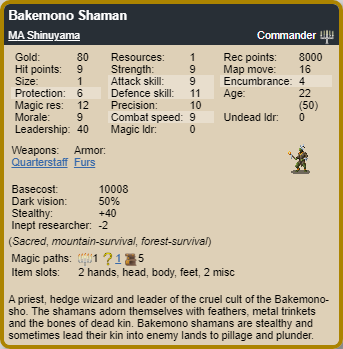 Bakemono Shaman
MA Shinuyama Commander
Gold: 80 Resources: 1 Rec points: 8000
Hit points: 9 Strength: 9 Map move: 16
Size: 1 Attack skill: 9 Encumbrance: 4
Protection: 6 Defence skill: 11 Age: 22
Magic res: 12 Precision: 10 (50)
Morale: 9 Combat speed: 9 Undead ldr: 0
Leadership: 40 Magic ldr: 0
Weapons: Armor:
Quarterstaff Furs
Basecost: 10008
Dark vision: 50%
Stealthy: +40
Inept researcher: -2
(Sacred, mountain-survival, forest-survival)
Magic paths: 1 ? 1 5
Item slots: 2 hands, head, body, feet, 2 misc
A priest, hedge wizard and leader of the cruel cult of the Bakemono-
sho. The shamans adorn themselves with feathers, metal trinkets
and the bones of dead kin. Bakemono shamans are stealthy and
sometimes lead their kin into enemy lands to pillage and plunder.